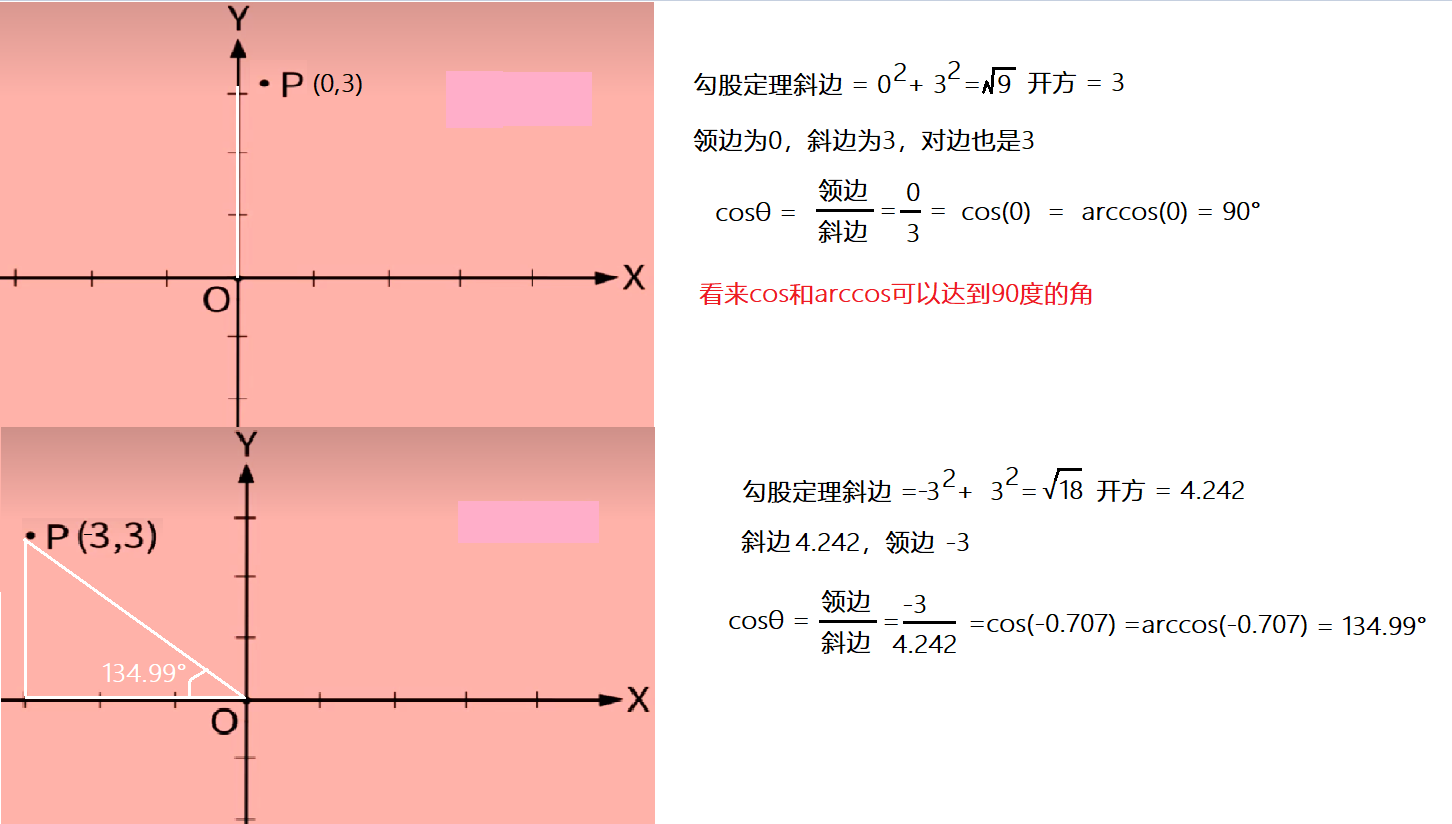 Y
P (0,3)
X
O
勾股定理斜边 = 0²+ 3²=√9 开方 = 3
领边为0，斜边为3，对边也是3
cosθ = 领边/斜边 = 0/3 = cos(0) = arccos(0) = 90°
看来cos和arccos可以达到90度的角
Y
P (-3,3)
134.99°
X
O
勾股定理斜边 =-3²+ 3²=√18 开方 = 4.242
斜边 4.242，领边 -3
cosθ = 领边/斜边 = -3/4.242 =cos(-0.707) =arccos(-0.707) = 134.99°